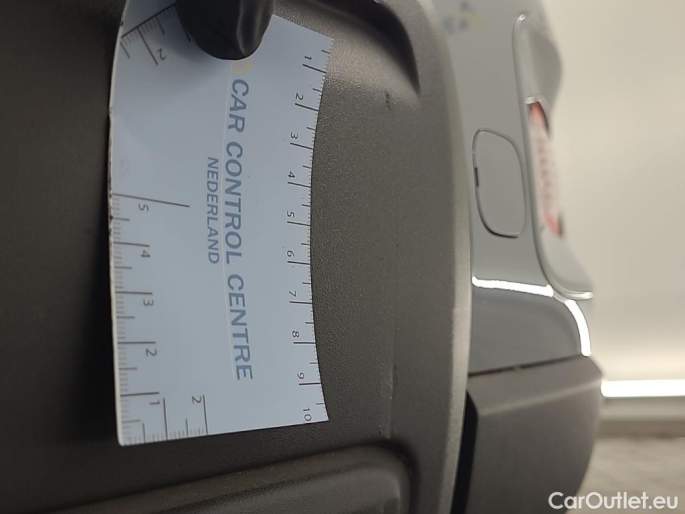 CAR CONTROL CENTRE
NEDERLAND
1 2 3 4 5 6 7 8 9 10
5 4 3 2 1
2
2
CarOutlet.eu